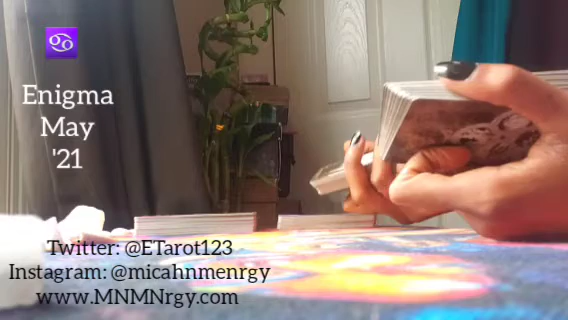 ♋
Enigma
May
'21
Twitter: @ETarot123
Instagram: @micahnmenrgy
www.MNMNrgy.com